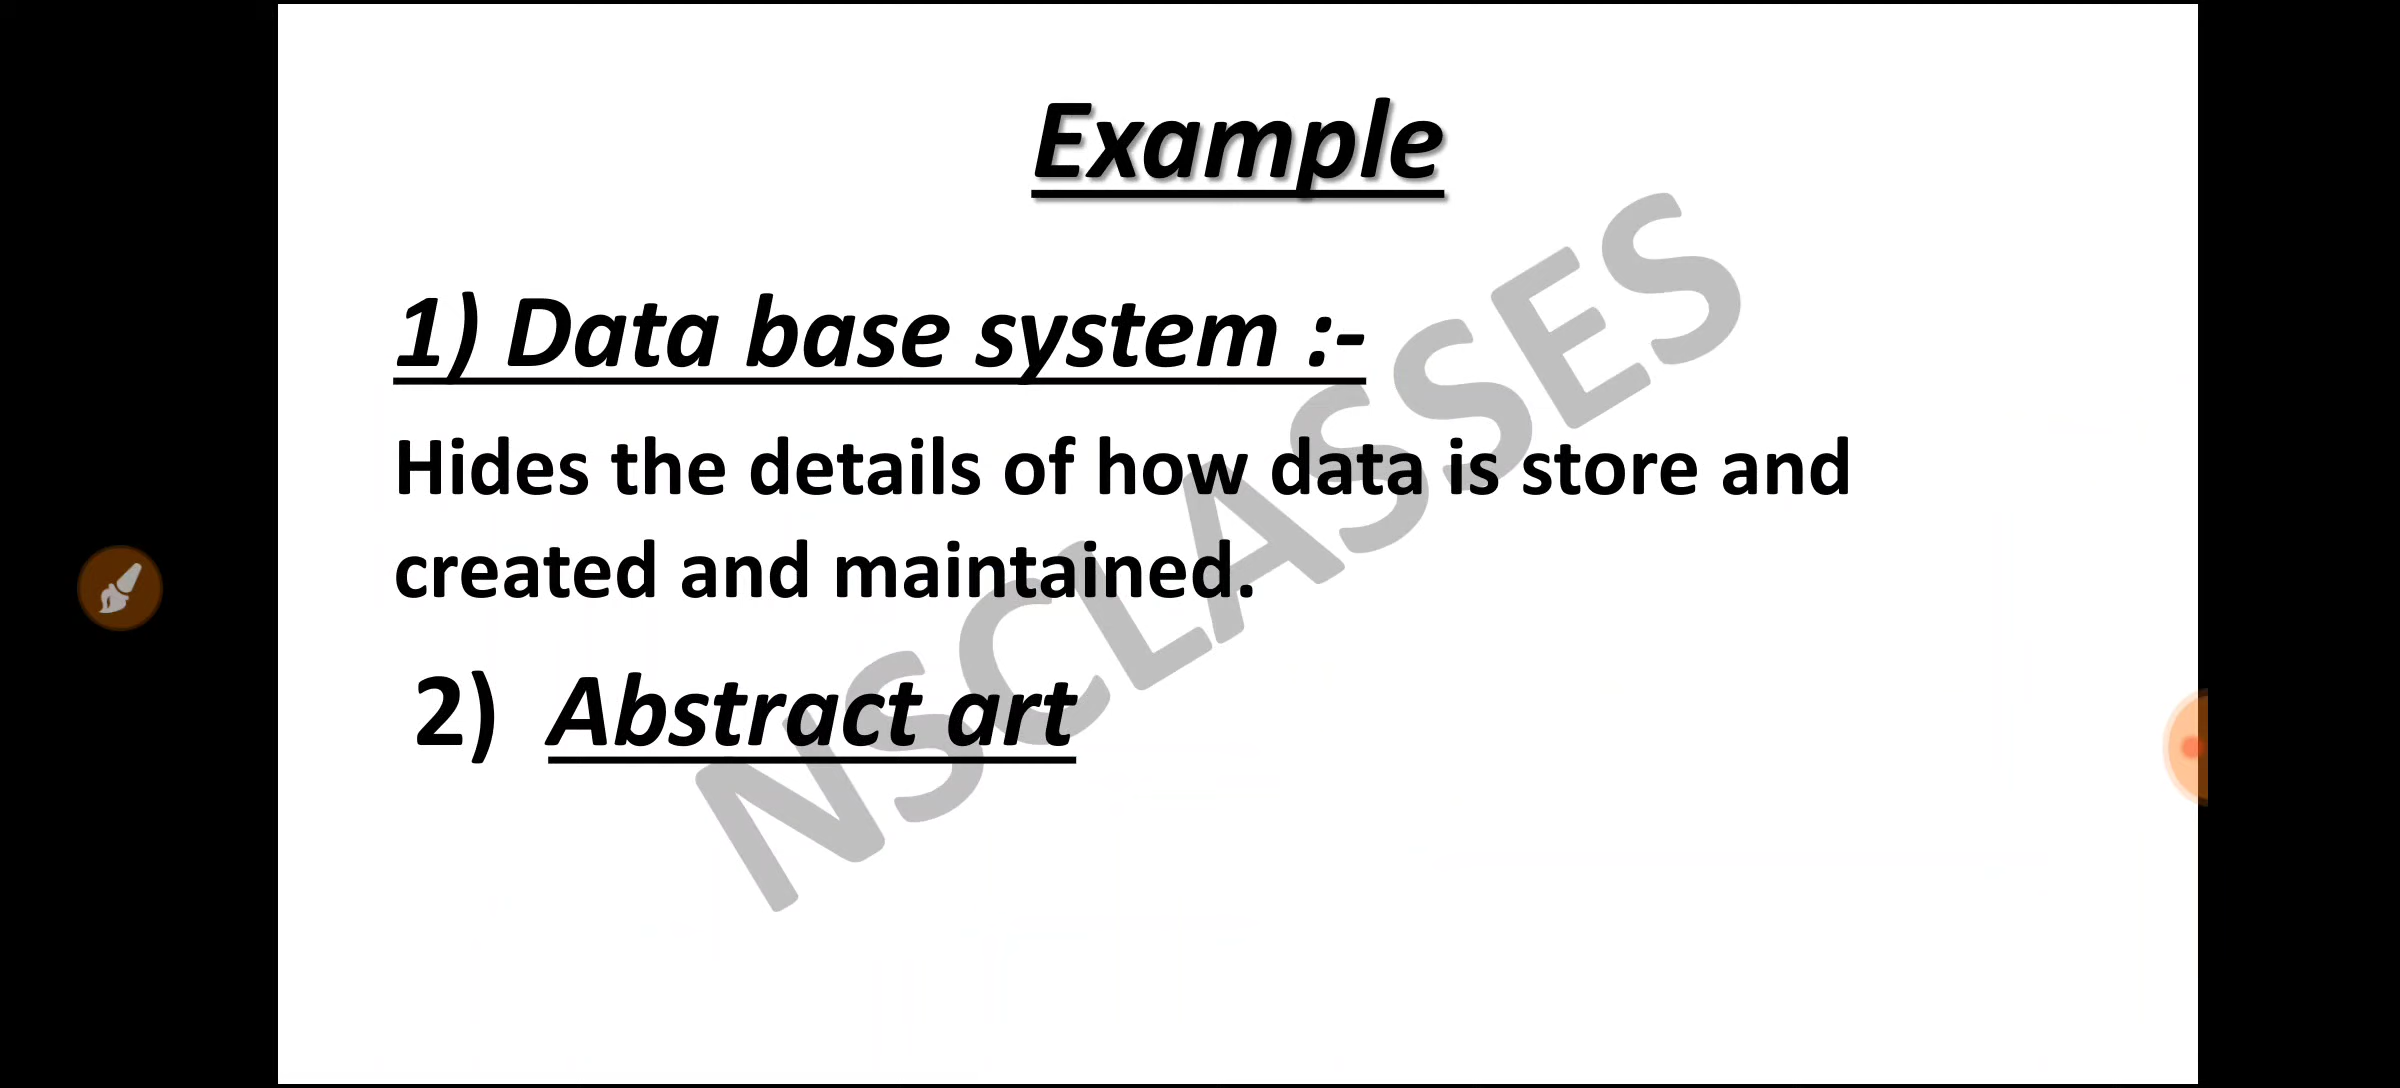 Example
1) Data base system :-
Hides the details of how data is store and
created and maintained.
2) Abstract art
NSCLASSES